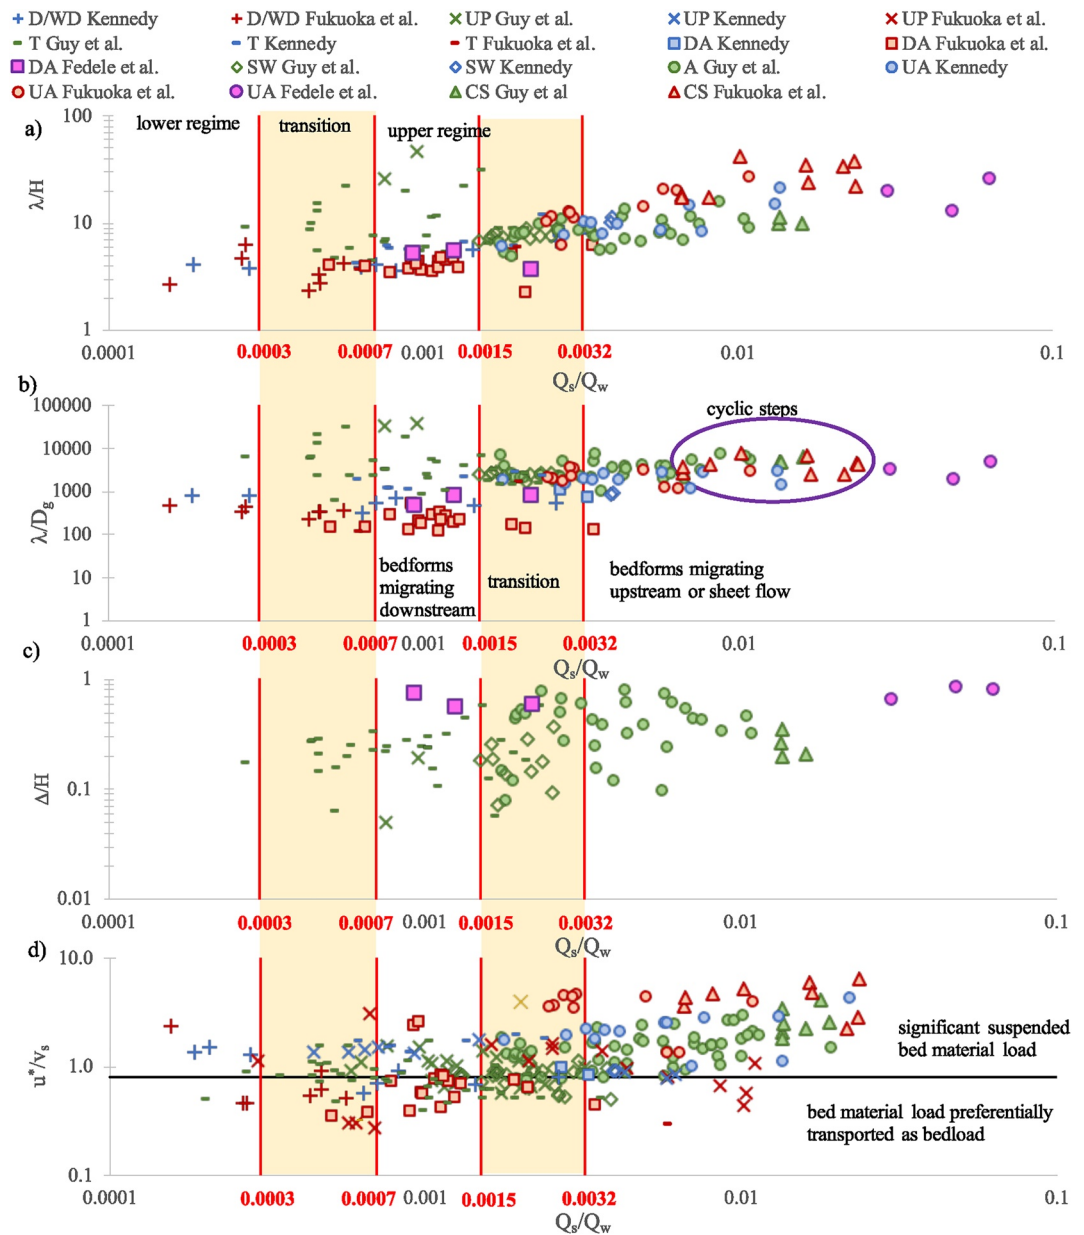 D/WD Kennedy D/WD Fukuoka et al. UP Guy et al. UP Kennedy UP Fukuoka et al.
T Guy et al. T Kennedy T Fukuoka et al. DA Kennedy DA Fukuoka et al.
DA Fedele et al. SW Guy et al. SW Kennedy A Guy et al. UA Kennedy
UA Fukuoka et al. UA Fedele et al. CS Guy et al CS Fukuoka et al.
a)
100
lower regime transition upper regime
λ/H
10
1
0.0001 0.0003 0.0007 0.001 0.0015 0.0032 0.01 0.1
Qs/Qw
b)
100000
cyclic steps
10000
1000
λ/Dg
100
bedforms
migrating
downstream
transition
bedforms migrating
upstream or sheet flow
10
1
0.0001 0.0003 0.0007 0.001 0.0015 0.0032 0.01 0.1
Qs/Qw
c)
1
Δ/H
0.1
0.01
0.0001 0.0003 0.0007 0.001 0.0015 0.0032 0.01 0.1
Qs/Qw
d)
10.0
u*/vs
1.0
significant suspended
bed material load
bed material load preferentially
transported as bedload
0.1
0.0001 0.0003 0.0007 0.001 0.0015 0.0032 0.01 0.1
Qs/Qw